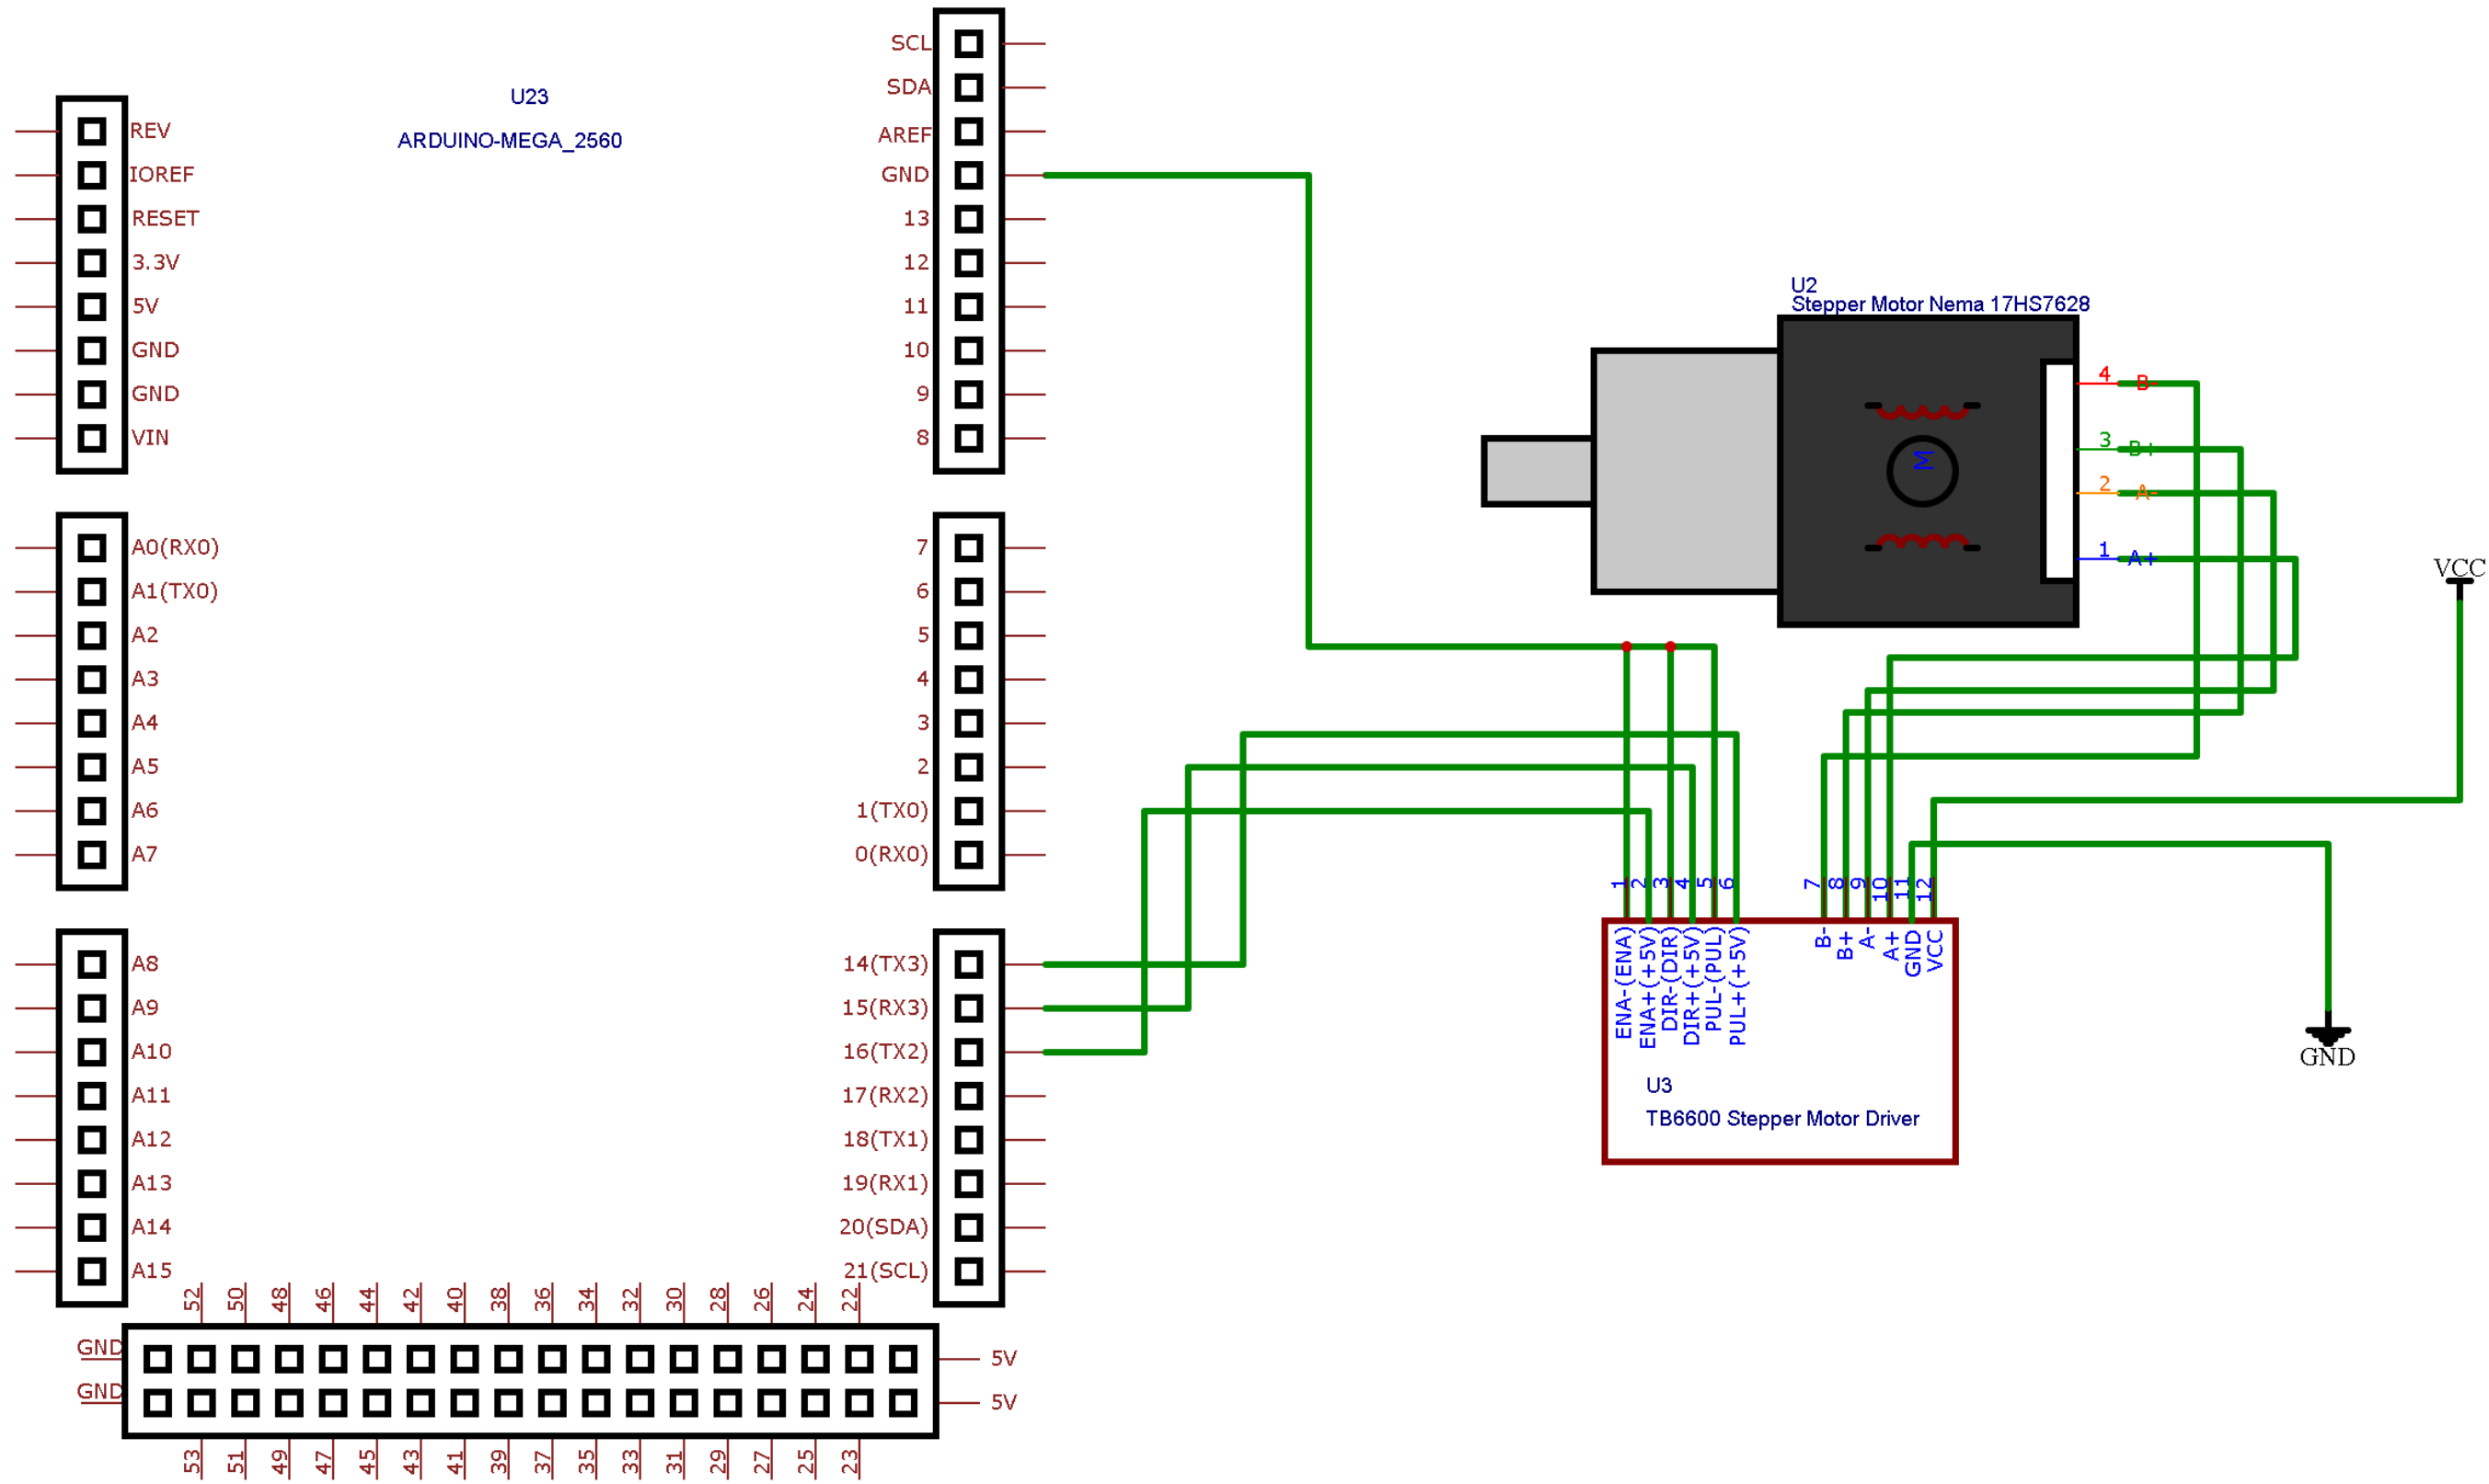 U23
ARDUINO-MEGA_2560
REV
IOREF
RESET
3.3V
5V
GND
GND
VIN
A0(RX0)
A1(TX0)
A2
A3
A4
A5
A6
A7
A8
A9
A10
A11
A12
A13
A14
A15
SCL
SDA
AREF
GND
13
12
11
10
9
8
7
6
5
4
3
2
1(TX0)
0(RX0)
14(TX3)
15(RX3)
16(TX2)
17(RX2)
18(TX1)
19(RX1)
20(SDA)
21(SCL)
52 50 48 46 44 42 40 38 36 34 32 30 28 26 24 22
GND
GND
5V
5V
53 51 49 47 45 43 41 39 37 35 33 31 29 27 25 23
U2
Stepper Motor Nema 17HS7628
M
4 B-
3 B+
2 A-
1 A+
VCC
GND
1 2 3 4 5 6 7 8 9 10 11 12
ENA-(ENA)
ENA+(+5V)
DIR-(DIR)
DIR+(+5V)
PUL-(PUL)
PUL+(+5V)
B-
B+
A-
A+
GND
VCC
U3
TB6600 Stepper Motor Driver